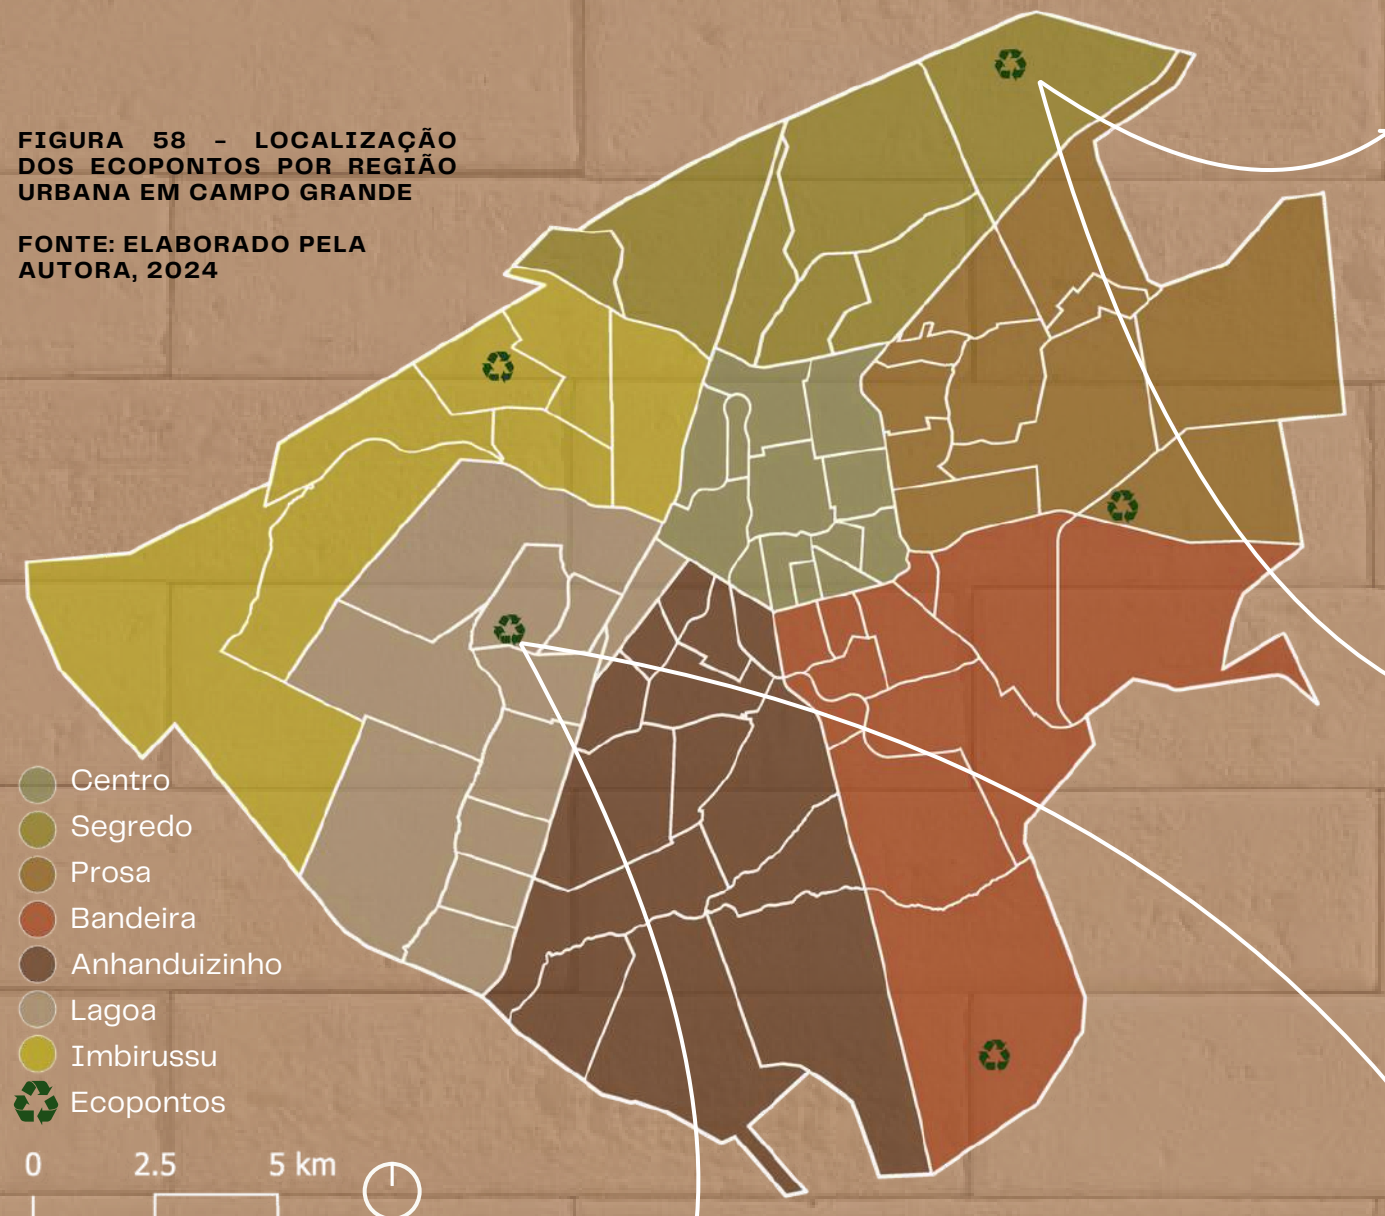 FIGURA 58 - LOCALIZAÇÃO
DOS ECOPONTOS POR REGIÃO
URBANA EM CAMPO GRANDE
FONTE: ELABORADO PELA
AUTORA, 2024
Centro
Segredo
Prosa
Bandeira
Anhanduizinho
Lagoa
Imbirussu
Ecopontos
0 2.5 5 km